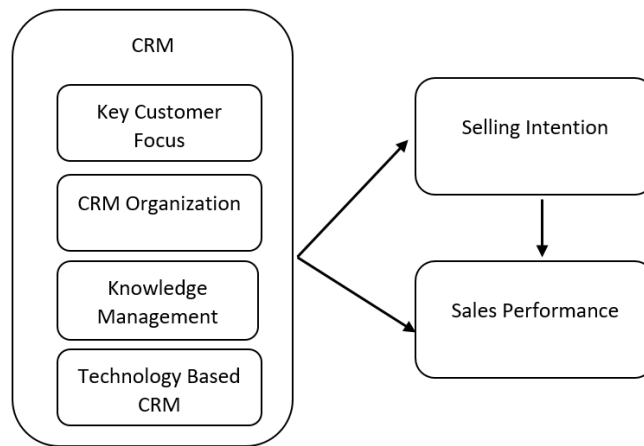 CRM
Key Customer
Focus
CRM Organization
Knowledge
Management
Technology Based
CRM
Selling Intention
Sales Performance